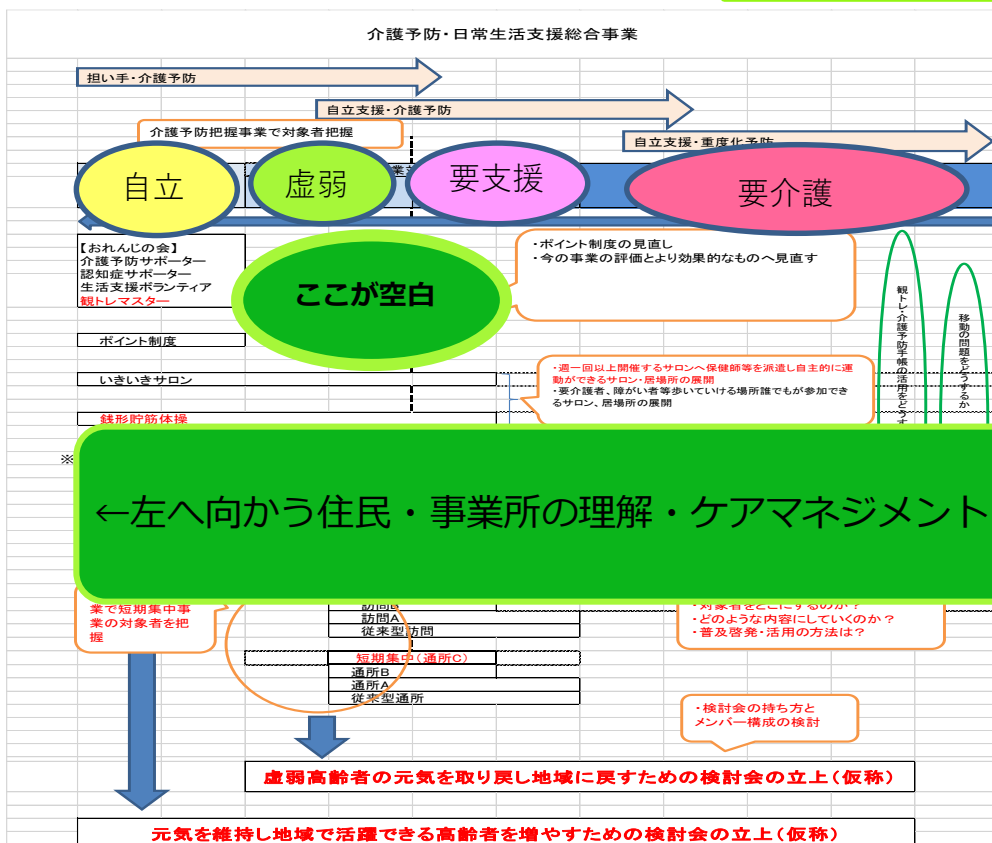 介護予防・日常生活支援総合事業
担い手・介護予防
自立支援・介護予防
介護予防把握事業で対象者把握
自立支援・重度化予防
自立
虚弱
業
要支援
要介護
【おれんじの会】
介護予防サポーター
認知症サポーター
生活支援ボランティア
観トレマスター
ここが空白
・ポイント制度の見直し
・今の事業の評価とより効果的なものへ見直す
観トレ・介護予防手帳の活用をどうす
移動の問題をどうするか
ポイント制度
いきいきサロン
・週一回以上開催するサロンへ保健師等を派遣し自主的に運
動ができるサロン・居場所の展開
・要介護者、障がい者等歩いていける場所誰でもが参加でき
るサロン、居場所の展開
銭形貯筋体操
※
←左へ向かう住民・事業所の理解・ケアマネジメント
業で短期集中事
業の対象者を把
握
訪問B
訪問A
従来型訪問
・対象者をどこにするのか？
・どのような内容にしていくのか？
・普及啓発・活用の方法は？
短期集中（通所C）
通所B
通所A
従来型通所
・検討会の持ち方と
メンバー構成の検討
虚弱高齢者の元気を取り戻し地域に戻すための検討会の立上（仮称）
元気を維持し地域で活躍できる高齢者を増やすための検討会の立上（仮称）